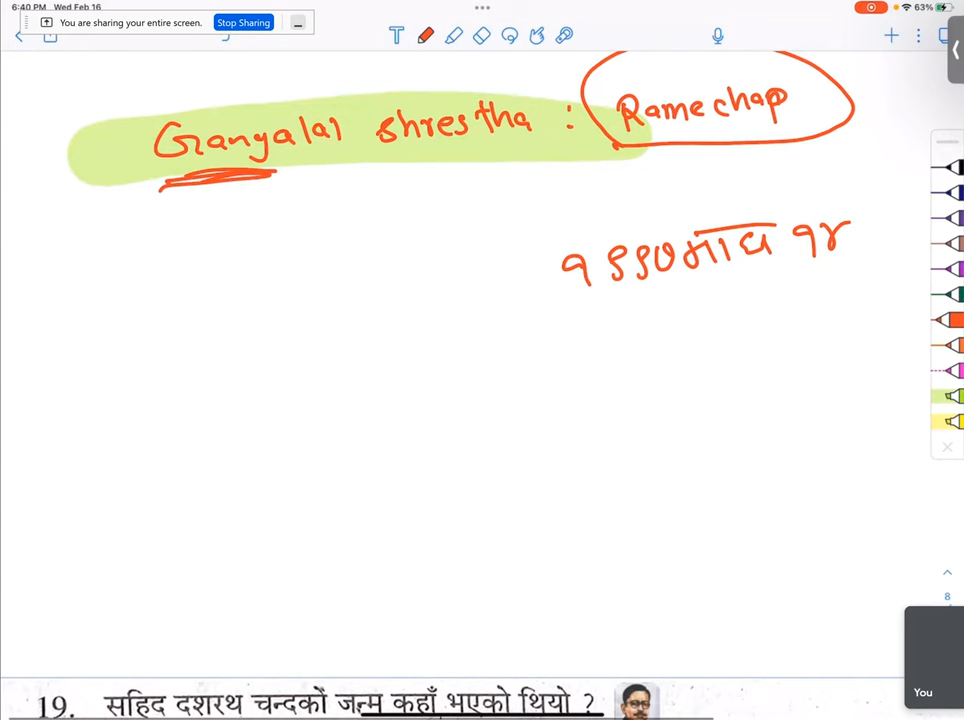 6:40 PM Wed Feb 16
63%
You are sharing your entire screen. Stop Sharing
Gangalal Shrestha : Ramechap
१९९७ माघ १४
8
You
19. सहिद दशरथ चन्दकाे जन्म कहाँ भएको थियो ?